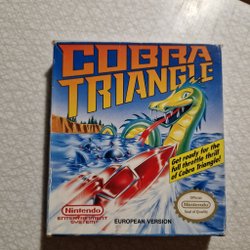 COBRA
TRIANGLE
Get ready for the
full throttle thrill
of Cobra Triangle!
Nintendo
ENTERTAINMENT
SYSTEM
EUROPEAN VERSION
Official
Nintendo
Seal of Quality